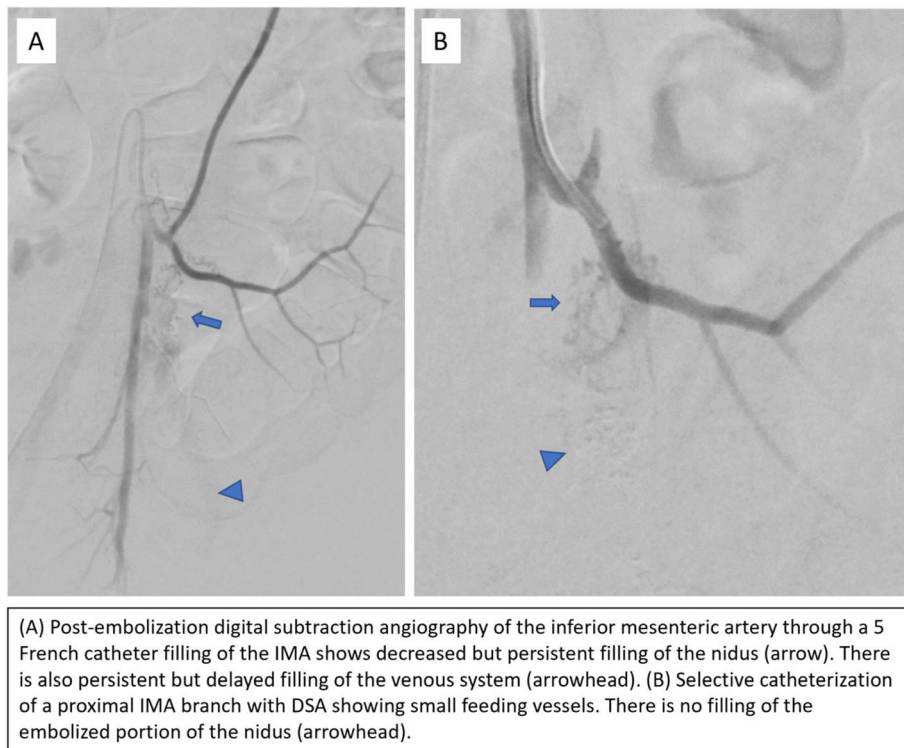 A
B
(A) Post-embolization digital subtraction angiography of the inferior mesenteric artery through a 5
French catheter filling of the IMA shows decreased but persistent filling of the nidus (arrow). There
is also persistent but delayed filling of the venous system (arrowhead). (B) Selective catheterization
of a proximal IMA branch with DSA showing small feeding vessels. There is no filling of the
embolized portion of the nidus (arrowhead).